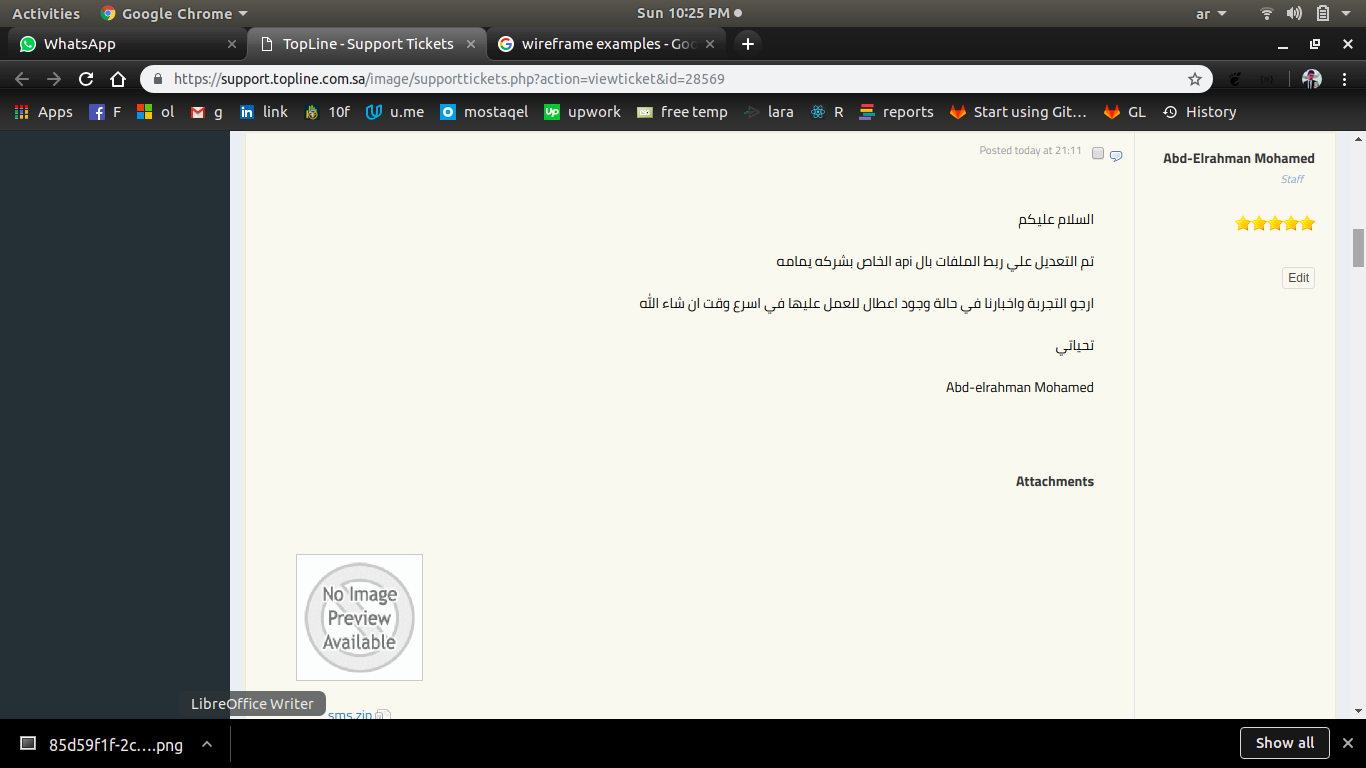 Activities
Google Chrome
Sun 10:25 PM
ar
WhatsApp
TopLine - Support Tickets
wireframe examples - Goo
https://support.topline.com.sa/image/supporttickets.php?action=viewticket&id=28569
Apps
F
ol
g
link
10f
u.me
mostaqel
upwork
free temp
lara
R
reports
Start using Git…
GL
History
Posted today at 21:11
Abd-Elrahman Mohamed
Staff
Edit
السلام عليكم
تم التعديل علي ربط الملفات بال api الخاص بشركه يمامه
ارجو التجربة واخبارنا في حالة وجود اعطال للعمل عليها في اسرع وقت ان شاء الله
تحياتي
Abd-elrahman Mohamed
Attachments
No Image
Preview
Available
LibreOffice Writer
sms.zip
85d59f1f-2c....png
Show all